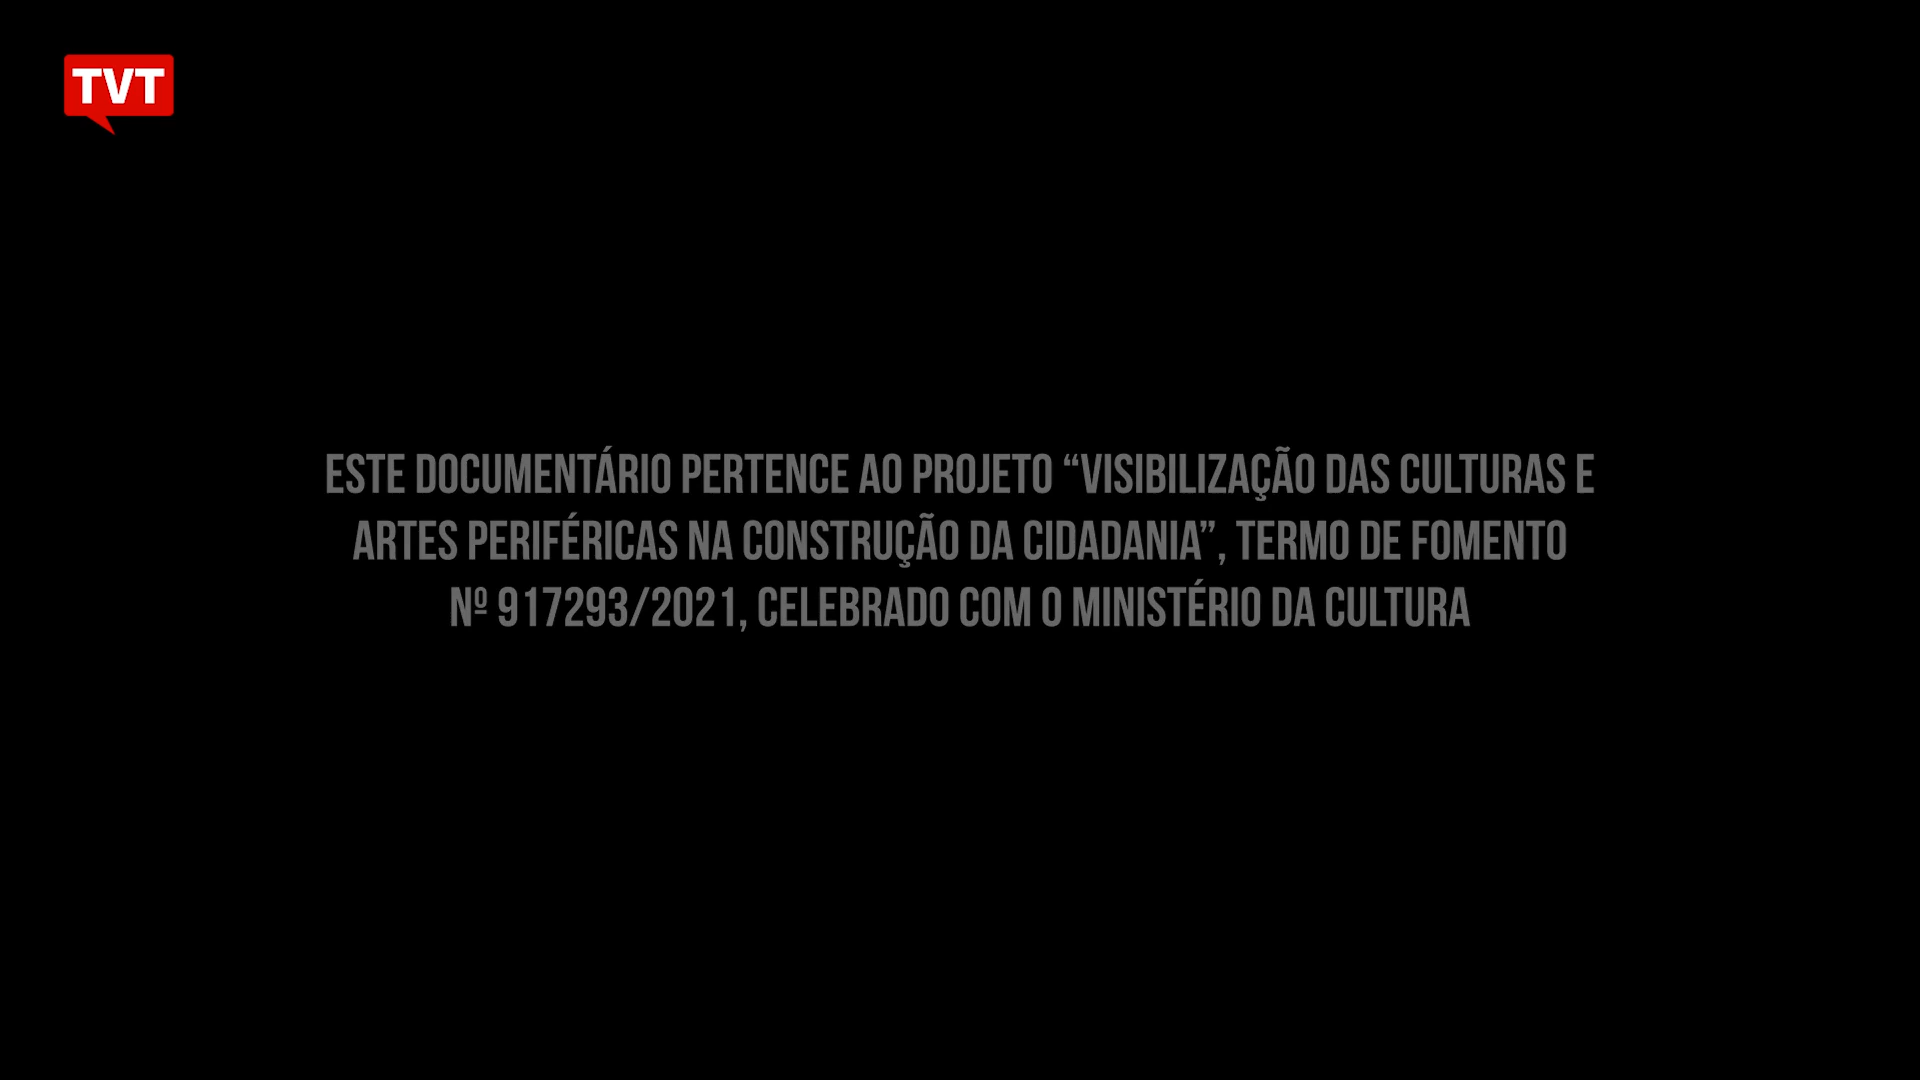 TVT
ESTE DOCUMENTÁRIO PERTENCE AO PROJETO “VISIBILIZAÇÃO DAS CULTURAS E
ARTES PERIFÉRICAS NA CONSTRUÇÃO DA CIDADANIA”, TERMO DE FOMENTO
Nº 917293/2021, CELEBRADO COM O MINISTÉRIO DA CULTURA